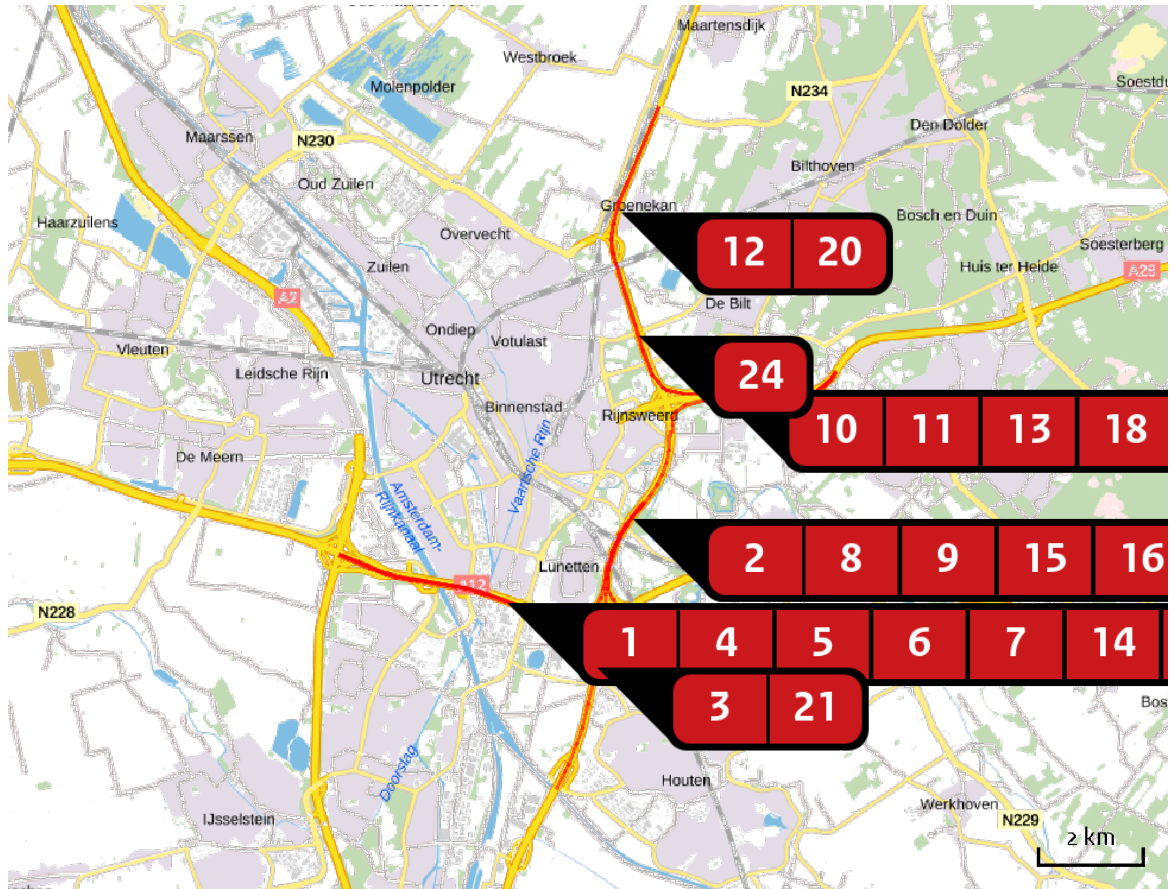 Maartensdijk
Westbroek
Soestdu
Molenpolder
N234
Den Dolder
Maarssen
N230
Bilthoven
Oud Zuilen
Groenekan
Bosch en Duin
Haarzuilens
Overvecht
Soesterberg
12 20
Zuilen
Huis ter Heide
A28
A2
De Bilt
Ondiep
Votulast
Vleuten
Leidsche Rijn
Utrecht
24
Binnenstad
Rijnsweerd
10 11 13 18
De Meern
Vaartsche Rijn
Amsterdam-
Rijnkanaal
2 8 9 15 16
Lunetten
A12
N228
1 4 5 6 7 14
Bos
3 21
Doorslag
Houten
Werkhoven
IJsselstein
N229
2 km